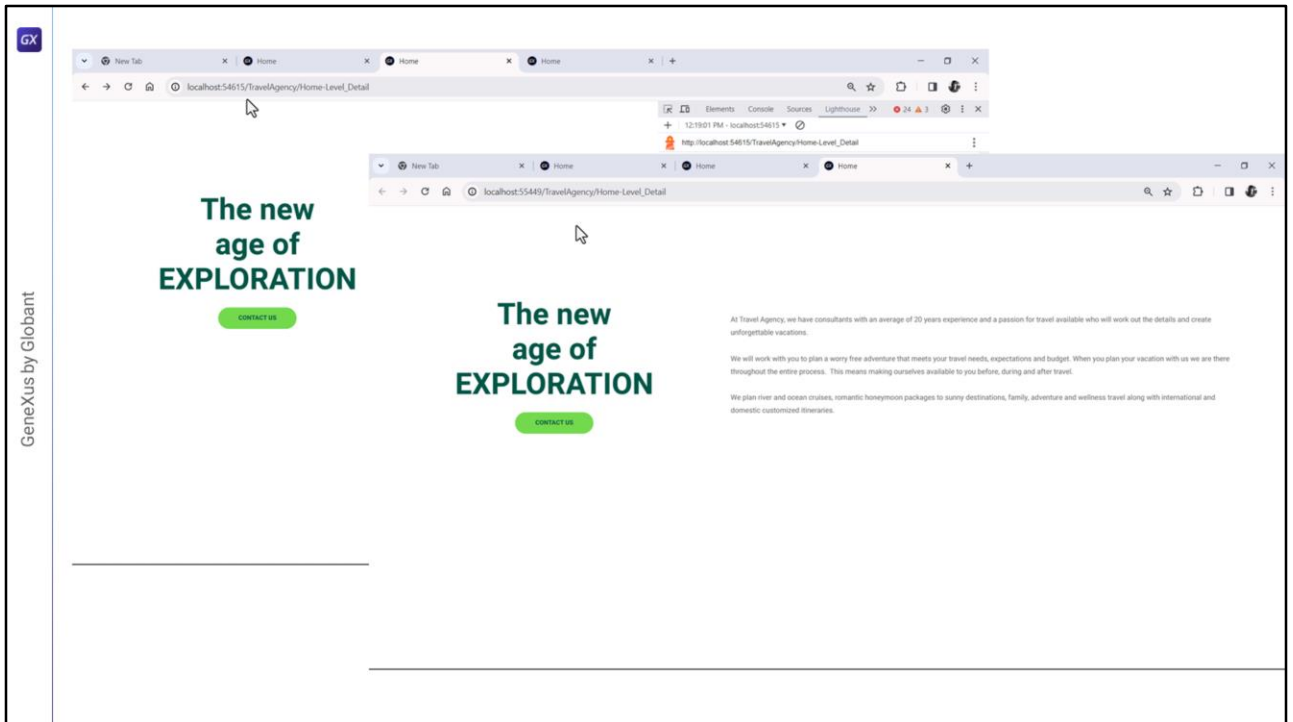 GX
GeneXus by Globant
New Tab
Home
Home
Home
localhost:54615/TravelAgency/Home-Level_Detail
Elements Console Sources Lighthouse >> 24 3
12:19:01 PM - localhost:54615
http://localhost:54615/TravelAgency/Home-Level_Detail
The new
age of
EXPLORATION
CONTACT US
New Tab
Home
Home
Home
localhost:55449/TravelAgency/Home-Level_Detail
The new
age of
EXPLORATION
CONTACT US
At Travel Agency, we have consultants with an average of 20 years experience and a passion for travel available who will work out the details and create
unforgettable vacations.
We will work with you to plan a worry free adventure that meets your travel needs, expectations and budget. When you plan your vacation with us we are there
throughout the entire process. This means making ourselves available to you before, during and after travel.
We plan river and ocean cruises, romantic honeymoon packages to sunny destinations, family, adventure and wellness travel along with international and
domestic customized itineraries.